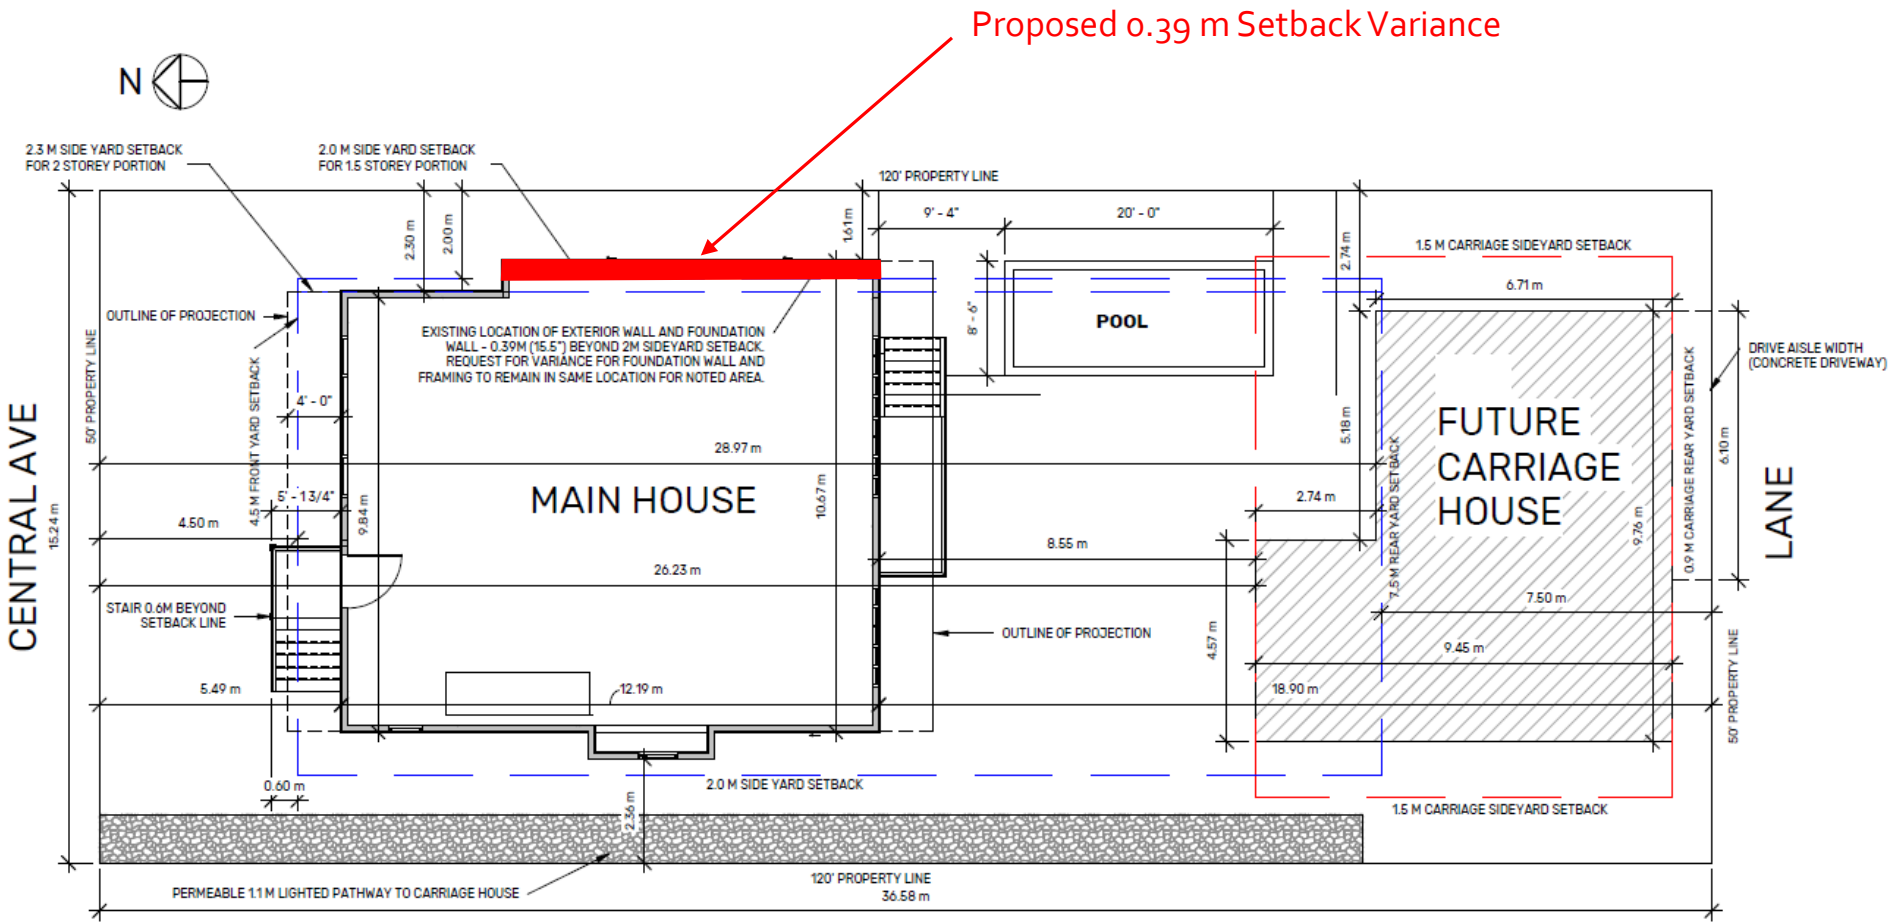 Proposed 0.39 m Setback Variance
N
2.3 M SIDE YARD SETBACK
FOR 2 STOREY PORTION
2.0 M SIDE YARD SETBACK
FOR 1.5 STOREY PORTION
120' PROPERTY LINE
2.30 m
2.00 m
1.61 m
9' - 4"
20' - 0"
2.74 m
1.5 M CARRIAGE SIDEYARD SETBACK
6.71 m
OUTLINE OF PROJECTION
EXISTING LOCATION OF EXTERIOR WALL AND FOUNDATION
WALL - 0.39M (15.5") BEYOND 2M SIDEYARD SETBACK.
REQUEST FOR VARIANCE FOR FOUNDATION WALL AND
FRAMING TO REMAIN IN SAME LOCATION FOR NOTED AREA.
8' - 6"
POOL
DRIVE AISLE WIDTH
(CONCRETE DRIVEWAY)
50' PROPERTY LINE
4.5 M FRONT YARD SETBACK
4' - 0"
28.97 m
5.18 m
FUTURE
CARRIAGE
HOUSE
0.9 M CARRIAGE REAR YARD SETBACK
6.10 m
CENTRAL AVE
15.24 m
5' - 1 3/4"
4.50 m
9.84 m
MAIN HOUSE
10.67 m
2.74 m
7.5 M REAR YARD SETBACK
9.76 m
LANE
8.55 m
26.23 m
STAIR 0.6M BEYOND
SETBACK LINE
7.50 m
OUTLINE OF PROJECTION
4.57 m
9.45 m
50' PROPERTY LINE
5.49 m
12.19 m
18.90 m
0.60 m
2.0 M SIDE YARD SETBACK
2.36 m
1.5 M CARRIAGE SIDEYARD SETBACK
PERMEABLE 1.1 M LIGHTED PATHWAY TO CARRIAGE HOUSE
120' PROPERTY LINE
36.58 m